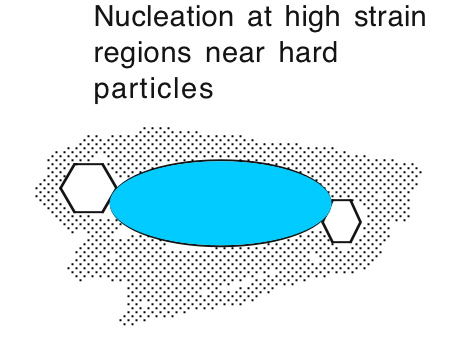 Nucleation at high strain
regions near hard
particles